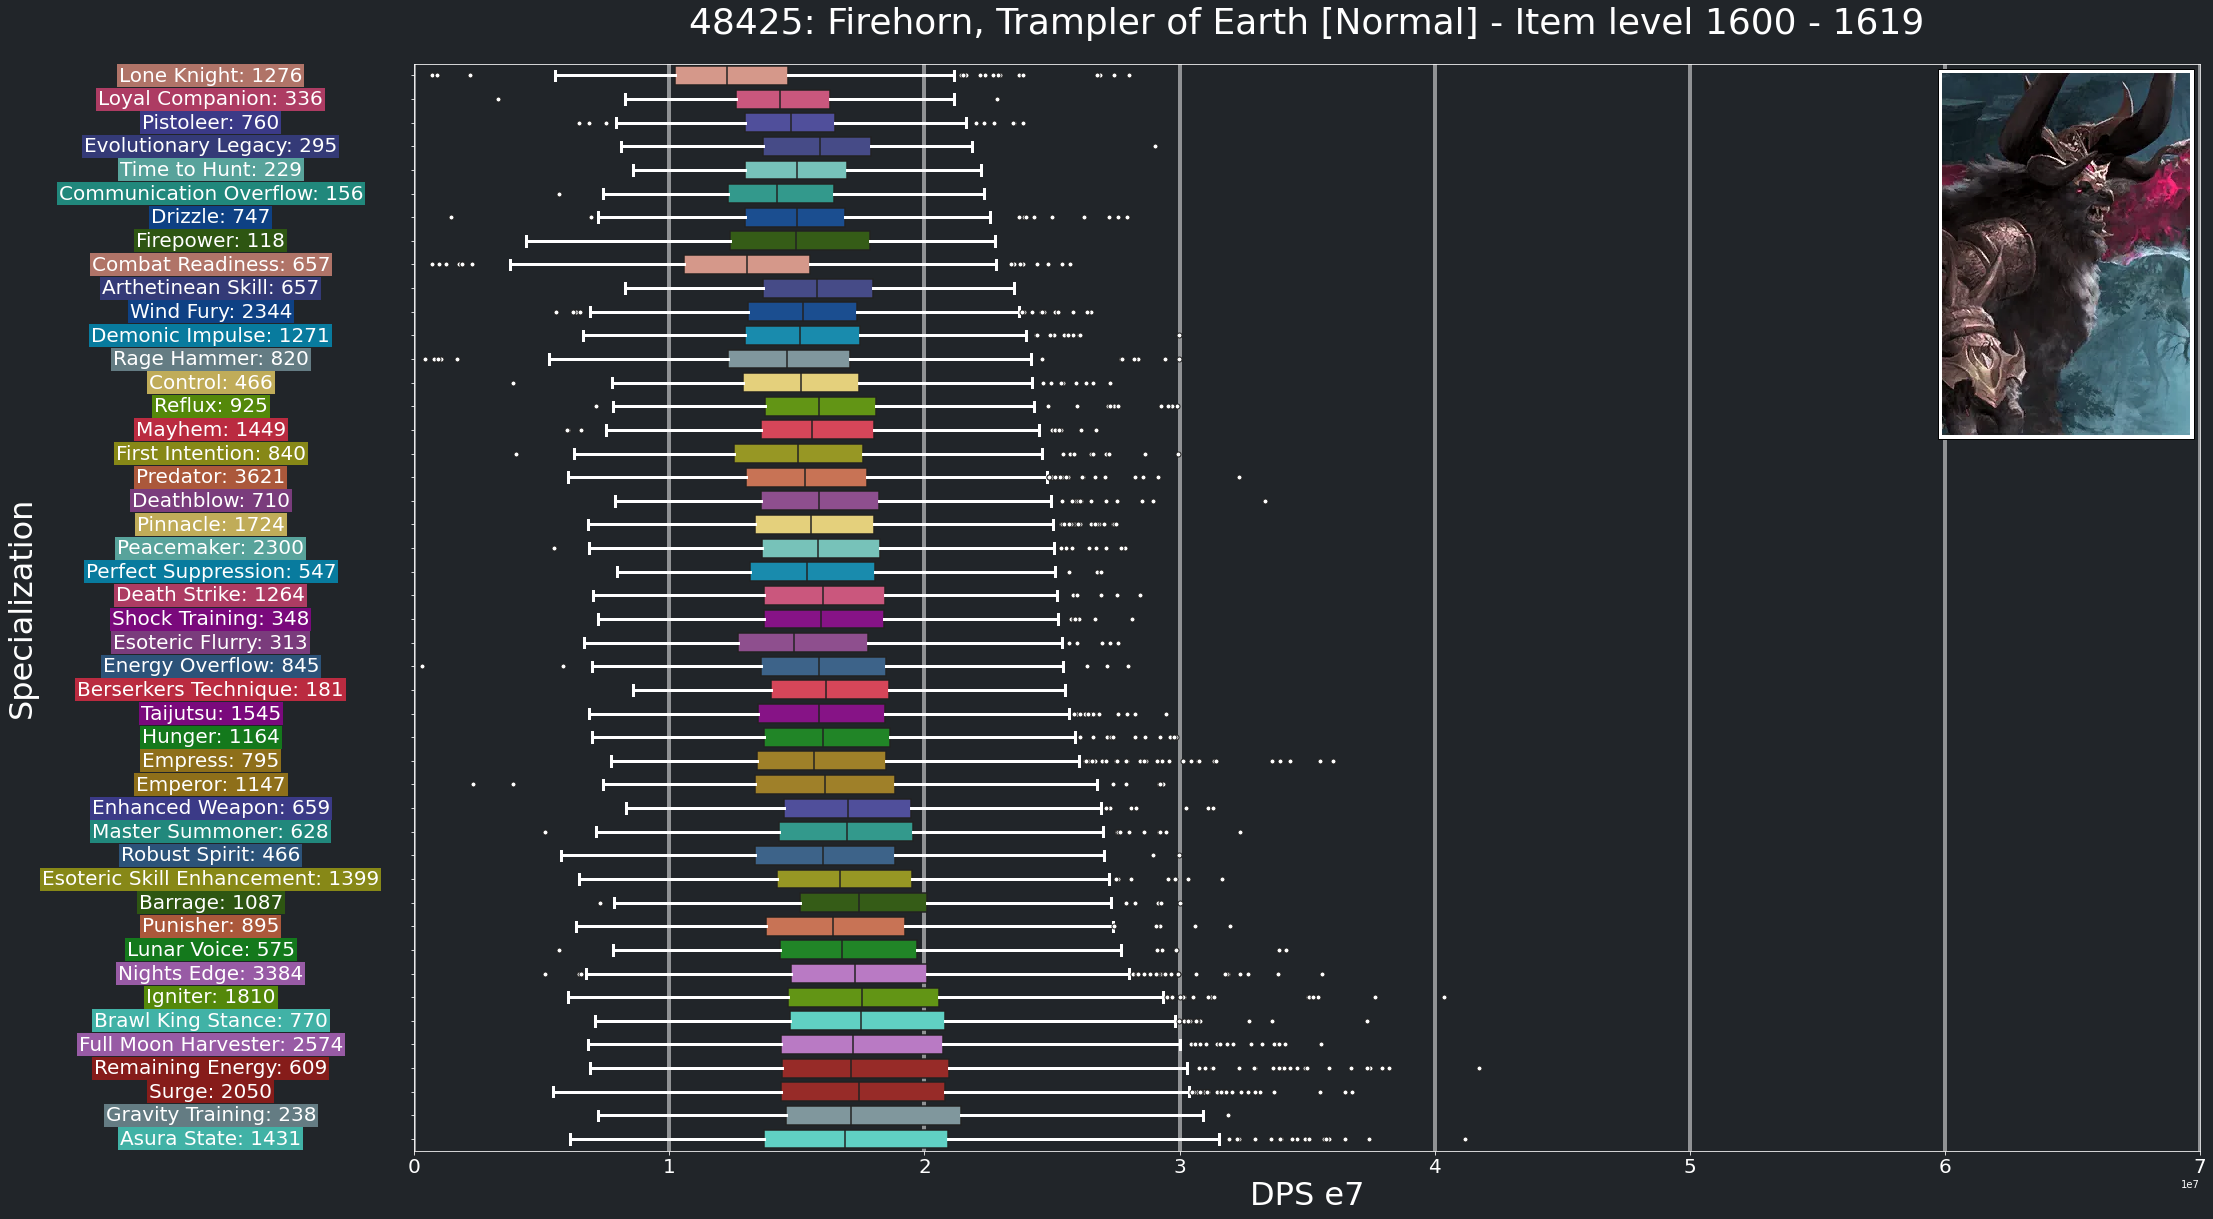 48425: Firehorn, Trampler of Earth [Normal] - Item level 1600 - 1619
Specialization
Lone Knight: 1276
Loyal Companion: 336
Pistoleer: 760
Evolutionary Legacy: 295
Time to Hunt: 229
Communication Overflow: 156
Drizzle: 747
Firepower: 118
Combat Readiness: 657
Arthetinean Skill: 657
Wind Fury: 2344
Demonic Impulse: 1271
Rage Hammer: 820
Control: 466
Reflux: 925
Mayhem: 1449
First Intention: 840
Predator: 3621
Deathblow: 710
Pinnacle: 1724
Peacemaker: 2300
Perfect Suppression: 547
Death Strike: 1264
Shock Training: 348
Esoteric Flurry: 313
Energy Overflow: 845
Berserkers Technique: 181
Taijutsu: 1545
Hunger: 1164
Empress: 795
Emperor: 1147
Enhanced Weapon: 659
Master Summoner: 628
Robust Spirit: 466
Esoteric Skill Enhancement: 1399
Barrage: 1087
Punisher: 895
Lunar Voice: 575
Nights Edge: 3384
Igniter: 1810
Brawl King Stance: 770
Full Moon Harvester: 2574
Remaining Energy: 609
Surge: 2050
Gravity Training: 238
Asura State: 1431
0 1 2 3 4 5 6 7
1e7
DPS e7